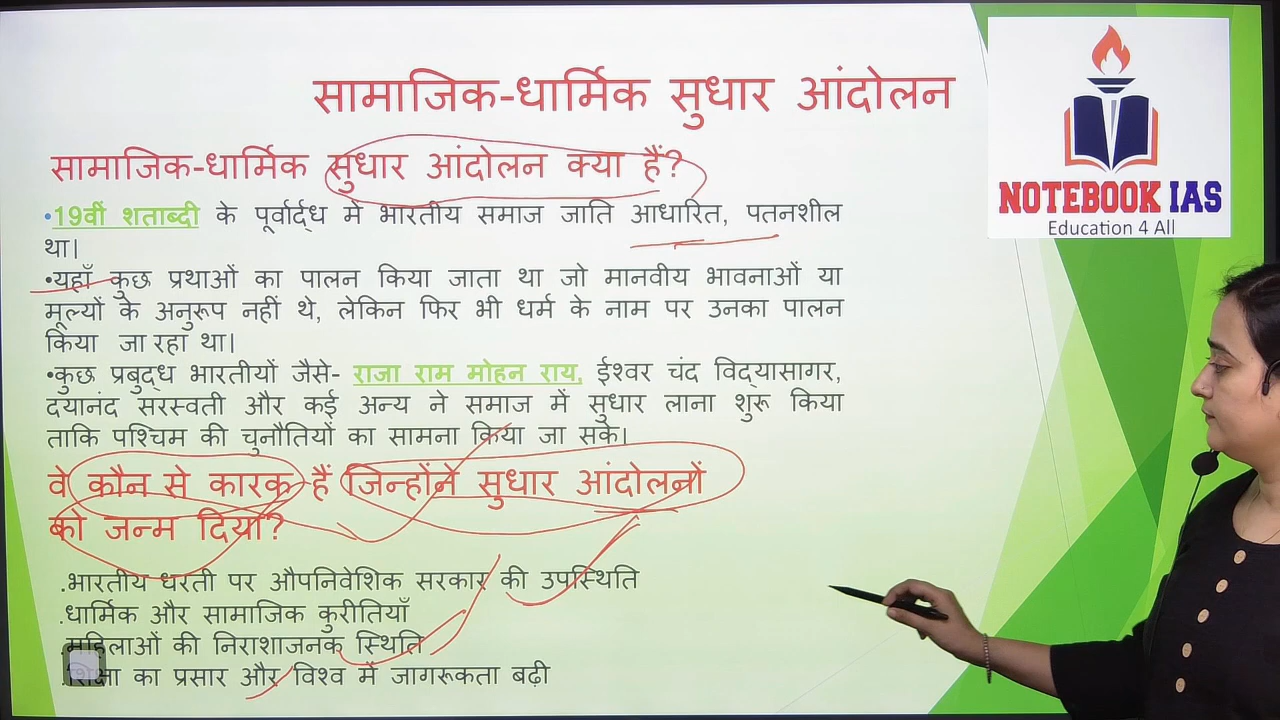 सामाजिक-धार्मिक सुधार आंदोलन
NOTEBOOK IAS
Education 4 All
सामाजिक-धार्मिक सुधार आंदोलन क्या हैं?
•19वीं शताब्दी के पूर्वार्द्ध में भारतीय समाज जाति आधारित, पतनशील
था।
•यहाँ कुछ प्रथाओं का पालन किया जाता था जो मानवीय भावनाओं या
मूल्यों के अनुरूप नहीं थे, लेकिन फिर भी धर्म के नाम पर उनका पालन
किया जा रहा था।
•कुछ प्रबुद्ध भारतीयों जैसे- राजा राम मोहन राय, ईश्वर चंद विद्यासागर,
दयानंद सरस्वती और कई अन्य ने समाज में सुधार लाना शुरू किया
ताकि पश्चिम की चुनौतियों का सामना किया जा सके।
वे कौन से कारक हैं जिन्होंने सुधार आंदोलनों
को जन्म दिया?
.भारतीय धरती पर औपनिवेशिक सरकार की उपस्थिति
.धार्मिक और सामाजिक कुरीतियाँ
.महिलाओं की निराशाजनक स्थिति
.शिक्षा का प्रसार और विश्व में जागरूकता बढ़ी